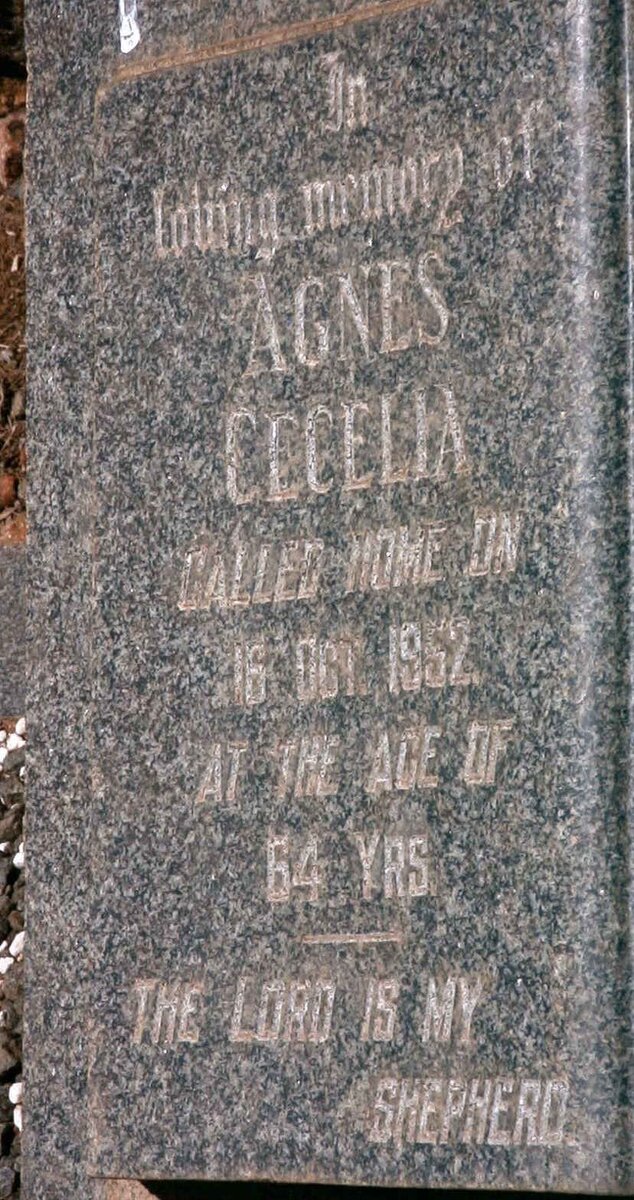 In
loving memory of
AGNES
CECELIA
CALLED HOME ON
16 OCT. 1952
AT THE AGE OF
64 YRS.
THE LORD IS MY
SHEPHERD.